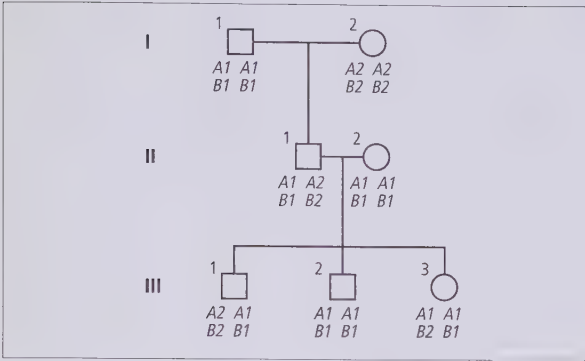 1 2
I
A1 A1 A2 A2
B1 B1 B2 B2
1 2
II
A1 A2 A1 A1
B1 B2 B1 B1
1 2 3
III
A2 A1 A1 A1 A1 A1
B2 B1 B1 B1 B2 B1